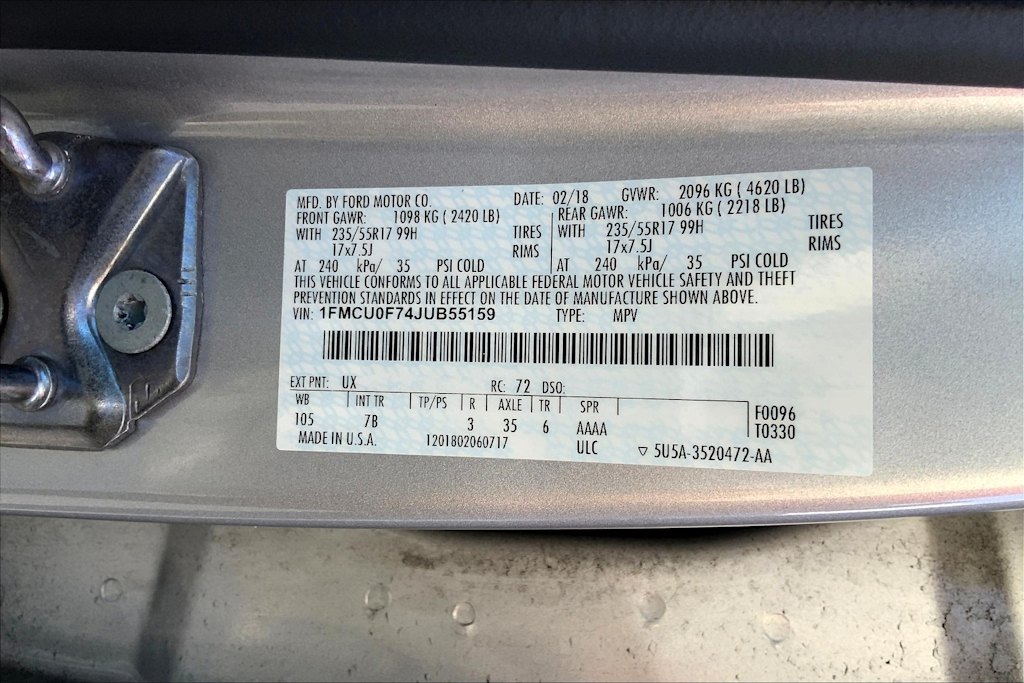 MFD. BY FORD MOTOR CO. DATE: 02/18 GVWR: 2096 KG ( 4620 LB)
FRONT GAWR: 1098 KG ( 2420 LB) REAR GAWR: 1006 KG ( 2218 LB)
WITH 235/55R17 99H TIRES WITH 235/55R17 99H TIRES
17x7.5J RIMS 17x7.5J RIMS
AT 240 kPa/ 35 PSI COLD AT 240 kPa/ 35 PSI COLD
THIS VEHICLE CONFORMS TO ALL APPLICABLE FEDERAL MOTOR VEHICLE SAFETY AND THEFT
PREVENTION STANDARDS IN EFFECT ON THE DATE OF MANUFACTURE SHOWN ABOVE.
VIN: 1FMCU0F74JUB55159 TYPE: MPV
EXT PNT: UX RC: 72 DSO:
WB INT TR TP/PS R AXLE TR SPR F0096
105 7B 3 35 6 AAAA T0330
MADE IN U.S.A. 1201802060717 ULC ▽ 5U5A-3520472-AA